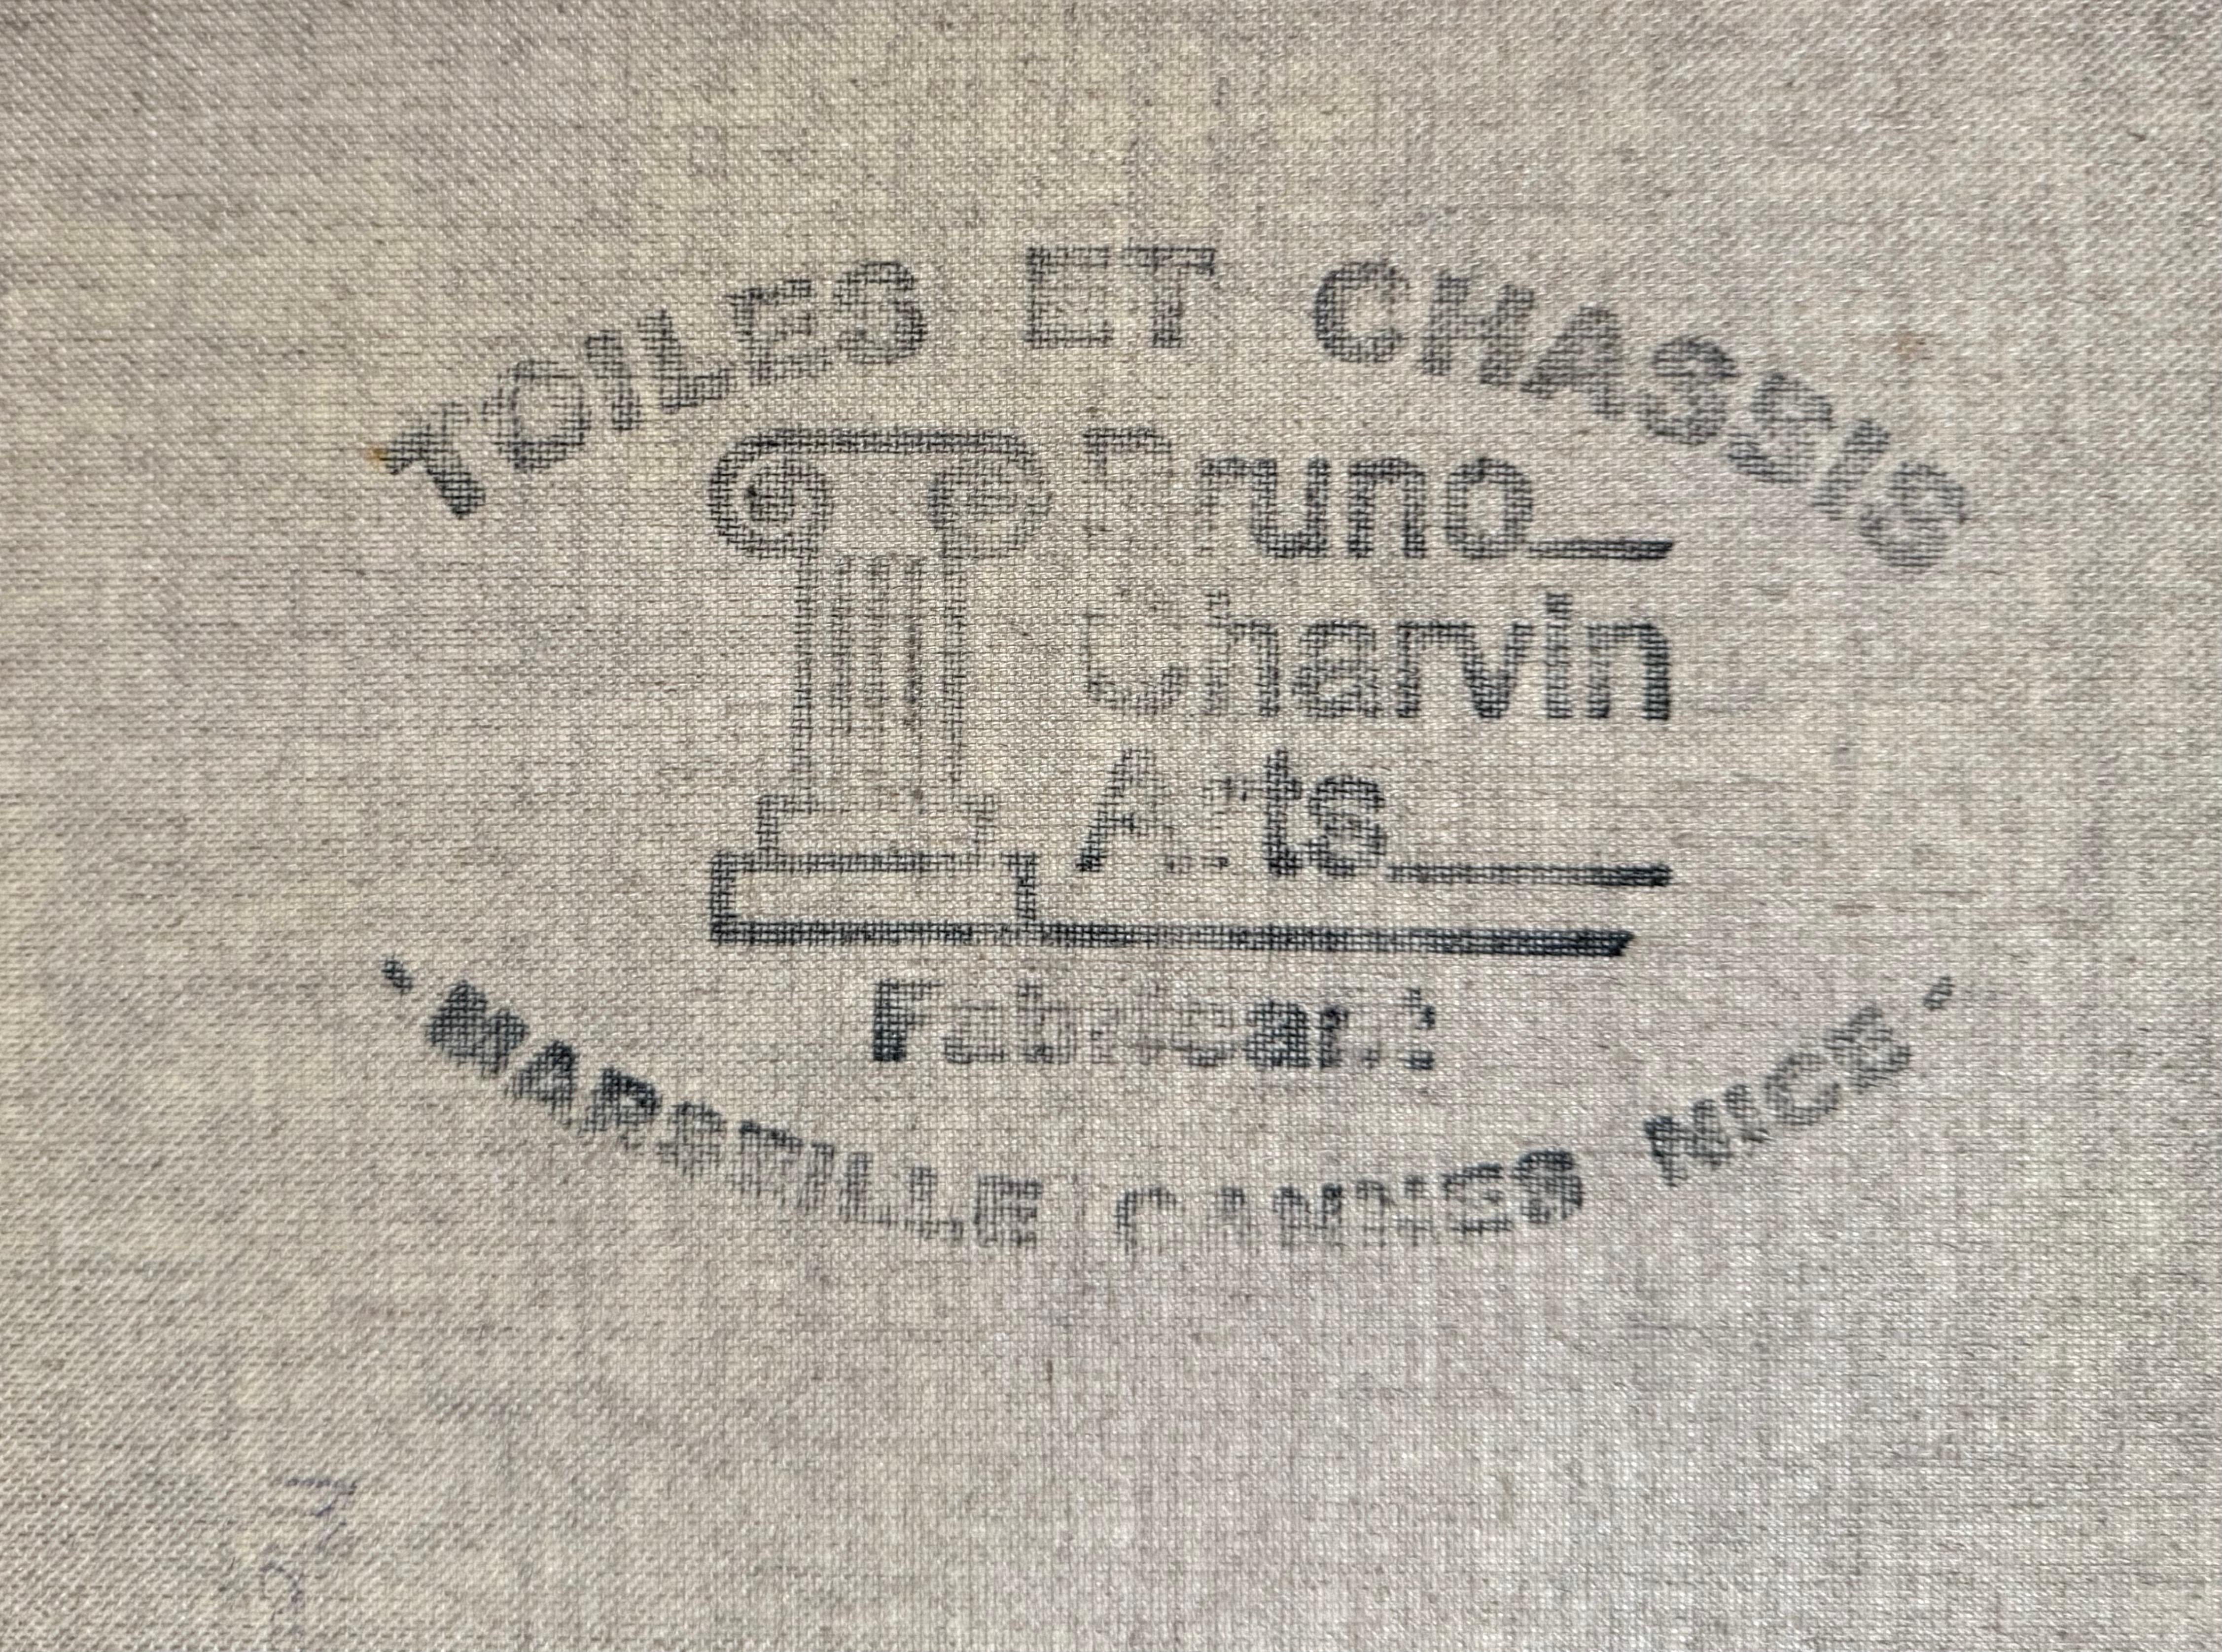 TOILES ET CHASSIS
Bruno
Charvin
Arts
Fabricant
• MARSEILLE CANNES NICE •